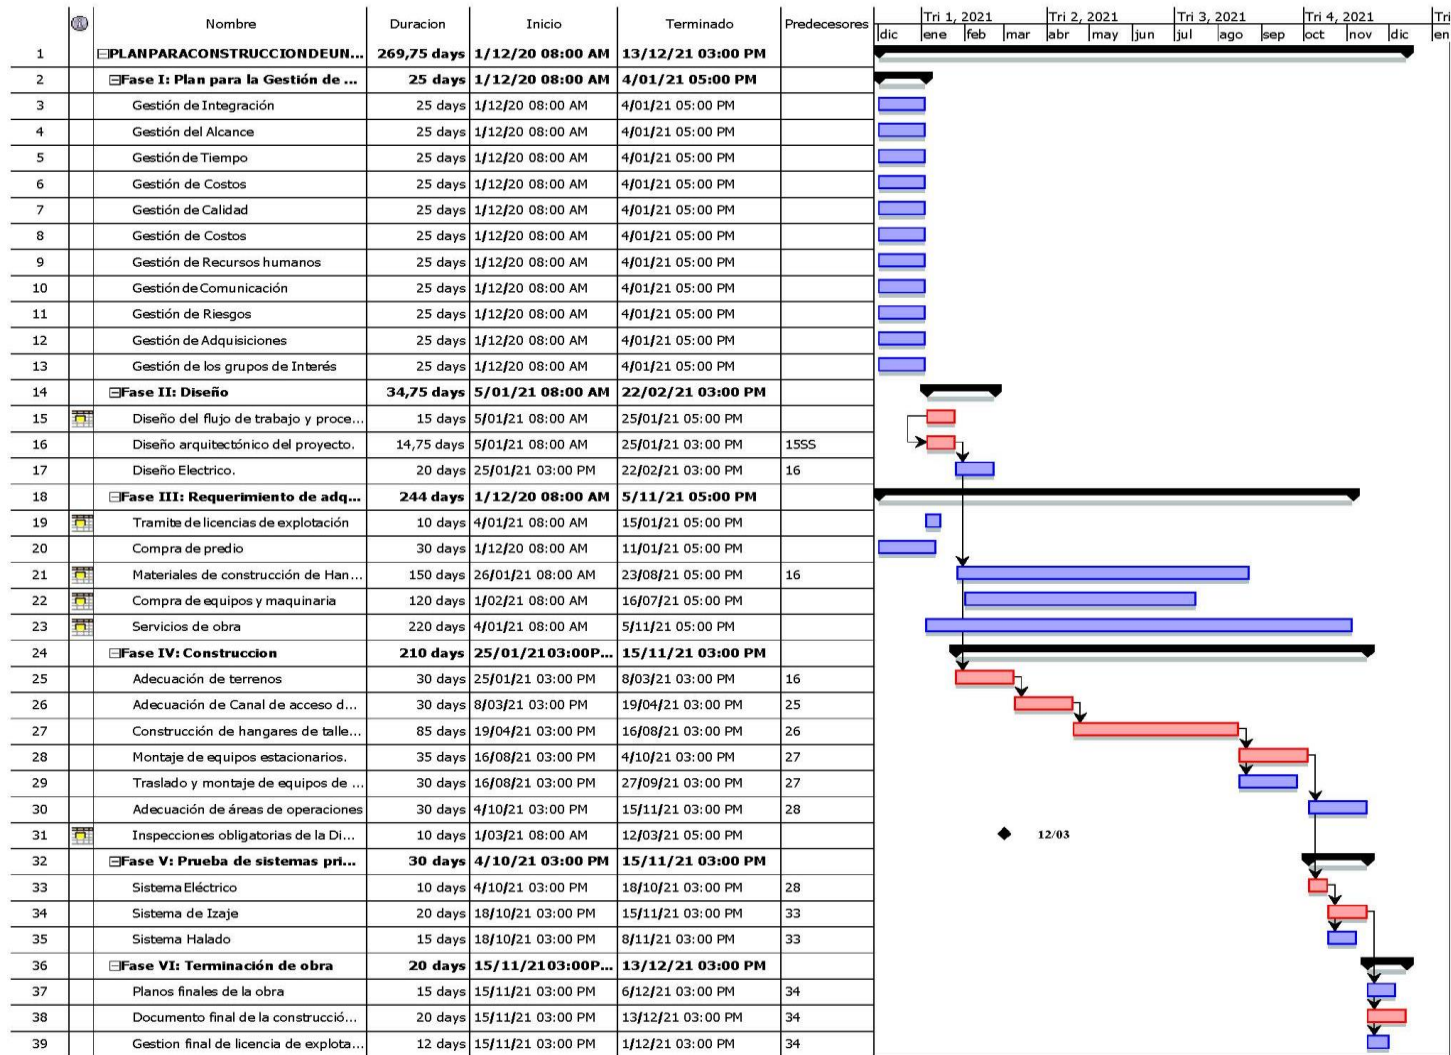 Nombre Duracion Inicio Terminado Predecesores
Tri 1, 2021 Tri 2, 2021 Tri 3, 2021 Tri 4, 2021 Tri
dic ene feb mar abr may jun jul ago sep oct nov dic en
1 PLANPARACONSTRUCCIONDEUN... 269,75 days 1/12/20 08:00 AM 13/12/21 03:00 PM
2 Fase I: Plan para la Gestión de ... 25 days 1/12/20 08:00 AM 4/01/21 05:00 PM
3 Gestión de Integración 25 days 1/12/20 08:00 AM 4/01/21 05:00 PM
4 Gestión del Alcance 25 days 1/12/20 08:00 AM 4/01/21 05:00 PM
5 Gestión de Tiempo 25 days 1/12/20 08:00 AM 4/01/21 05:00 PM
6 Gestión de Costos 25 days 1/12/20 08:00 AM 4/01/21 05:00 PM
7 Gestión de Calidad 25 days 1/12/20 08:00 AM 4/01/21 05:00 PM
8 Gestión de Costos 25 days 1/12/20 08:00 AM 4/01/21 05:00 PM
9 Gestión de Recursos humanos 25 days 1/12/20 08:00 AM 4/01/21 05:00 PM
10 Gestión de Comunicación 25 days 1/12/20 08:00 AM 4/01/21 05:00 PM
11 Gestión de Riesgos 25 days 1/12/20 08:00 AM 4/01/21 05:00 PM
12 Gestión de Adquisiciones 25 days 1/12/20 08:00 AM 4/01/21 05:00 PM
13 Gestión de los grupos de Interés 25 days 1/12/20 08:00 AM 4/01/21 05:00 PM
14 Fase II: Diseño 34,75 days 5/01/21 08:00 AM 22/02/21 03:00 PM
15 Diseño del flujo de trabajo y proce... 15 days 5/01/21 08:00 AM 25/01/21 05:00 PM
16 Diseño arquitectónico del proyecto. 14,75 days 5/01/21 08:00 AM 25/01/21 03:00 PM 15SS
17 Diseño Electrico. 20 days 25/01/21 03:00 PM 22/02/21 03:00 PM 16
18 Fase III: Requerimiento de adq... 244 days 1/12/20 08:00 AM 5/11/21 05:00 PM
19 Tramite de licencias de explotación 10 days 4/01/21 08:00 AM 15/01/21 05:00 PM
20 Compra de predio 30 days 1/12/20 08:00 AM 11/01/21 05:00 PM
21 Materiales de construcción de Han... 150 days 26/01/21 08:00 AM 23/08/21 05:00 PM 16
22 Compra de equipos y maquinaria 120 days 1/02/21 08:00 AM 16/07/21 05:00 PM
23 Servicios de obra 220 days 4/01/21 08:00 AM 5/11/21 05:00 PM
24 Fase IV: Construccion 210 days 25/01/2103:00P... 15/11/21 03:00 PM
25 Adecuación de terrenos 30 days 25/01/21 03:00 PM 8/03/21 03:00 PM 16
26 Adecuación de Canal de acceso d... 30 days 8/03/21 03:00 PM 19/04/21 03:00 PM 25
27 Construcción de hangares de talle... 85 days 19/04/21 03:00 PM 16/08/21 03:00 PM 26
28 Montaje de equipos estacionarios. 35 days 16/08/21 03:00 PM 4/10/21 03:00 PM 27
29 Traslado y montaje de equipos de ... 30 days 16/08/21 03:00 PM 27/09/21 03:00 PM 27
30 Adecuación de áreas de operaciones 30 days 4/10/21 03:00 PM 15/11/21 03:00 PM 28
31 Inspecciones obligatorias de la Di... 10 days 1/03/21 08:00 AM 12/03/21 05:00 PM 12/03
32 Fase V: Prueba de sistemas pri... 30 days 4/10/21 03:00 PM 15/11/21 03:00 PM
33 Sistema Eléctrico 10 days 4/10/21 03:00 PM 18/10/21 03:00 PM 28
34 Sistema de Izaje 20 days 18/10/21 03:00 PM 15/11/21 03:00 PM 33
35 Sistema Halado 15 days 18/10/21 03:00 PM 8/11/21 03:00 PM 33
36 Fase VI: Terminación de obra 20 days 15/11/2103:00P... 13/12/21 03:00 PM
37 Planos finales de la obra 15 days 15/11/21 03:00 PM 6/12/21 03:00 PM 34
38 Documento final de la construcció... 20 days 15/11/21 03:00 PM 13/12/21 03:00 PM 34
39 Gestion final de licencia de explota... 12 days 15/11/21 03:00 PM 1/12/21 03:00 PM 34